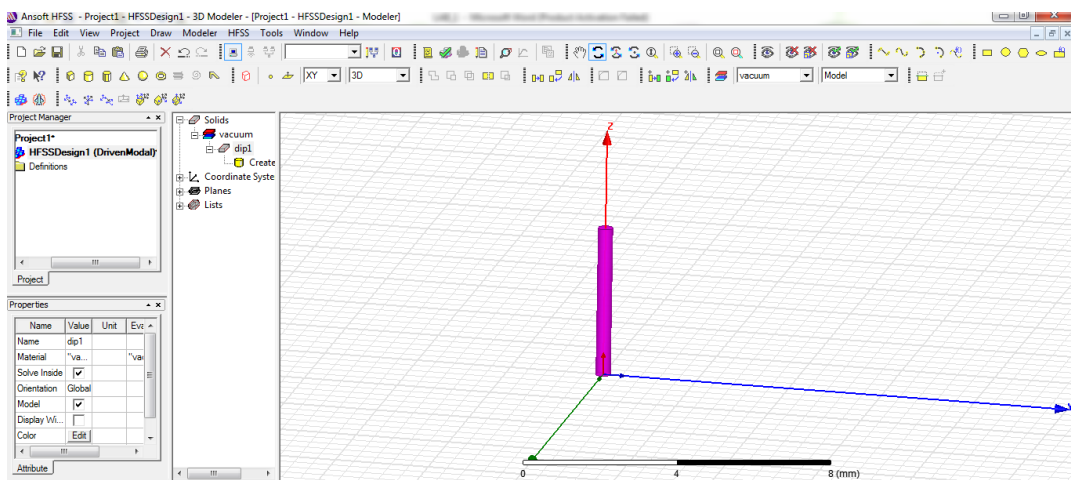 Ansoft HFSS - Project1 - HFSSDesign1 - 3D Modeler - [Project1 - HFSSDesign1 - Modeler]
File Edit View Project Draw Modeler HFSS Tools Window Help
XY 3D vacuum Model
Project Manager
Project1*
HFSSDesign1 (DrivenModal)*
Definitions
Project
Properties
Name Value Unit Eva
Name dip1
Material "va... "va
Solve Inside
Orientation Global
Model
Display Wi...
Color Edit
Attribute
Solids
vacuum
dip1
Create
Coordinate Syste
Planes
Lists
Z
0 4 8 (mm)